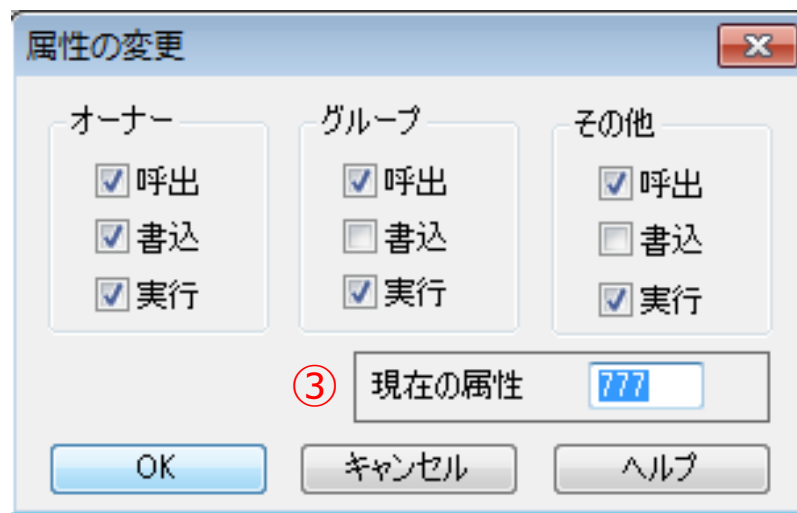 属性の変更
オーナー
呼出
書込
実行
グループ
呼出
書込
実行
その他
呼出
書込
実行
③ 現在の属性 777
OK キャンセル ヘルプ